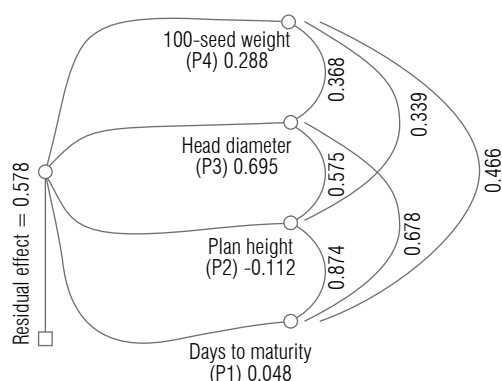 100-seed weight
(P4) 0.288
0.368
0.339
0.466
Head diameter
(P3) 0.695
0.575
0.678
Residual effect = 0.578
Plan height
(P2) -0.112
0.874
Days to maturity
(P1) 0.048